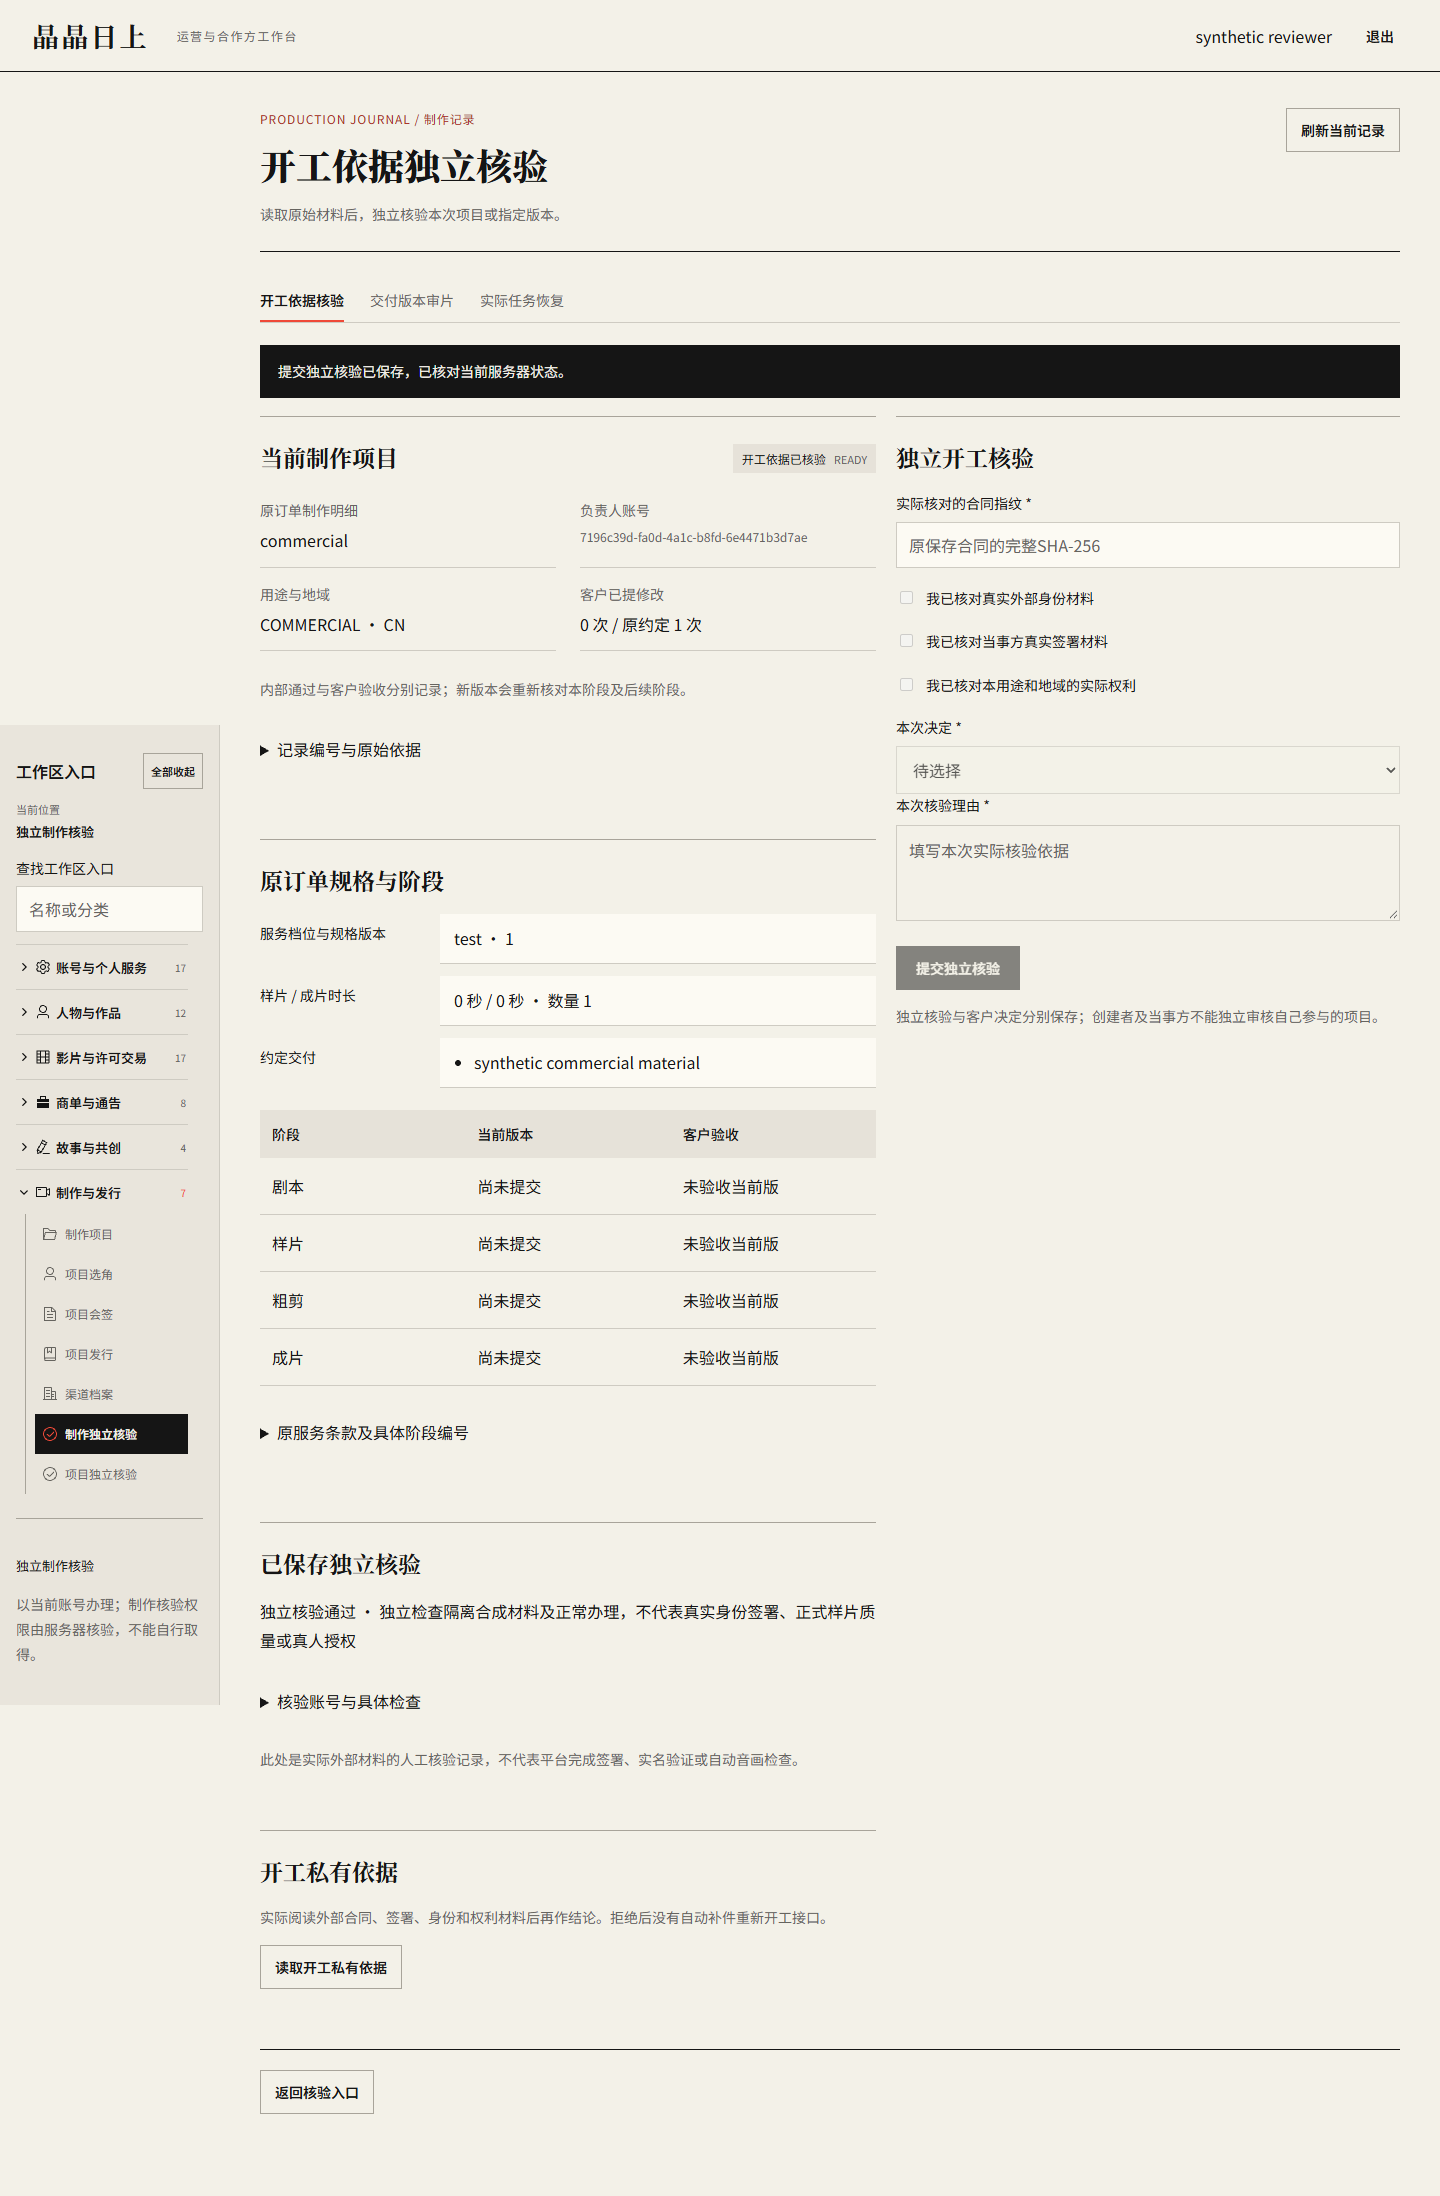 晶晶日上
运营与合作方工作台
synthetic reviewer
退出
PRODUCTION JOURNAL / 制作记录
刷新当前记录
开工依据独立核验
读取原始材料后，独立核验本次项目或指定版本。
开工依据核验
交付版本审片
实际任务恢复
提交独立核验已保存，已核对当前服务器状态。
当前制作项目
开工依据已核验 READY
原订单制作明细
commercial
负责人账号
7196c39d-fa0d-4a1c-b8fd-6e4471b3d7ae
用途与地域
COMMERCIAL · CN
客户已提修改
0 次 / 原约定 1 次
内部通过与客户验收分别记录；新版本会重新核对本阶段及后续阶段。
记录编号与原始依据
独立开工核验
实际核对的合同指纹 *
原保存合同的完整SHA-256
我已核对真实外部身份材料
我已核对当事方真实签署材料
我已核对本用途和地域的实际权利
本次决定 *
待选择
本次核验理由 *
填写本次实际核验依据
提交独立核验
独立核验与客户决定分别保存；创建者及当事方不能独立审核自己参与的项目。
工作区入口
全部收起
当前位置
独立制作核验
查找工作区入口
名称或分类
账号与个人服务 17
人物与作品 12
影片与许可交易 17
商单与通告 8
故事与共创 4
制作与发行 7
制作项目
项目选角
项目会签
项目发行
渠道档案
制作独立核验
项目独立核验
独立制作核验
以当前账号办理；制作核验权
限由服务器核验，不能自行取
得。
原订单规格与阶段
服务档位与规格版本
test · 1
样片 / 成片时长
0 秒 / 0 秒 · 数量 1
约定交付
• synthetic commercial material
阶段 当前版本 客户验收
剧本 尚未提交 未验收当前版
样片 尚未提交 未验收当前版
粗剪 尚未提交 未验收当前版
成片 尚未提交 未验收当前版
原服务条款及具体阶段编号
已保存独立核验
独立核验通过 · 独立检查隔离合成材料及正常办理，不代表真实身份签署、正式样片质
量或真人授权
核验账号与具体检查
此处是实际外部材料的人工核验记录，不代表平台完成签署、实名验证或自动音画检查。
开工私有依据
实际阅读外部合同、签署、身份和权利材料后再作结论。拒绝后没有自动补件重新开工接口。
读取开工私有依据
返回核验入口